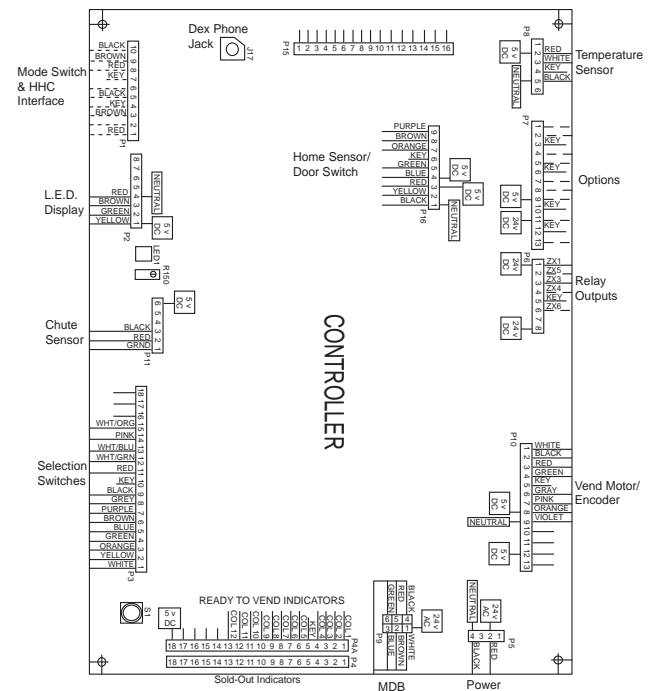 Dex Phone
Jack
J17
P15
1 2 3 4 5 6 7 8 9 10 11 12 13 14 15 16
Mode Switch
& HHC
Interface
BLACK
BROWN
RED
KEY
BLACK
KEY
BROWN
RED
10 9 8 7 6 5 4 3 2 1
P1
P8
5 v
DC
NEUTRAL
1 2 3 4 5 6
RED
WHITE
KEY
BLACK
Temperature
Sensor
L.E.D.
Display
RED
BROWN
GREEN
YELLOW
8 7 6 5 4 3 2 1
NEUTRAL
5 v
DC
P2
LED1
R150
Home Sensor/
Door Switch
PURPLE
BROWN
ORANGE
KEY
GREEN
BLUE
RED
YELLOW
BLACK
9 8 7 6 5 4 3 2 1
5 v
DC
5 v
DC
NEUTRAL
P16
P7
1 2 3 4 5 6 7 8 9 10 11 12 13
KEY
KEY
KEY
KEY
5 v
DC
24v
DC
Options
P6
24v
DC
24 v
DC
1 2 3 4 5 6 7 8
ZX1
ZX5
ZX3
ZX4
KEY
ZX6
Relay
Outputs
Chute
Sensor
BLACK
RED
GRND
6 5 4 3 2 1
5 v
DC
P11
CONTROLLER
Selection
Switches
WHT/ORG
PINK
WHT/BLU
WHT/GRN
RED
KEY
BLACK
GREY
PURPLE
BROWN
BLUE
GREEN
ORANGE
YELLOW
WHITE
18 17 16 15 14 13 12 11 10 9 8 7 6 5 4 3 2 1
P3
P10
1 2 3 4 5 6 7 8 9 10 11 12 13
WHITE
BLACK
RED
GREEN
KEY
GRAY
PINK
ORANGE
VIOLET
5 v
DC
NEUTRAL
5 v
DC
Vend Motor/
Encoder
S1
5 v
DC
READY TO VEND INDICATORS
COL 12
COL 11
COL 10
COL 9
COL 8
COL 7
COL 6
COL 5
KEY
COL 4
COL 3
COL 2
COL 1
P4A
18 17 16 15 14 13 12 11 10 9 8 7 6 5 4 3 2 1
18 17 16 15 14 13 12 11 10 9 8 7 6 5 4 3 2 1
P4
Sold-Out Indicators
GREEN
RED
BLACK
6 5 4
3 2 1
BLUE
BROWN
WHITE
24 v
AC
P9
MDB
NEUTRAL
24 v
AC
4 3 2 1
P5
BLACK
RED
Power